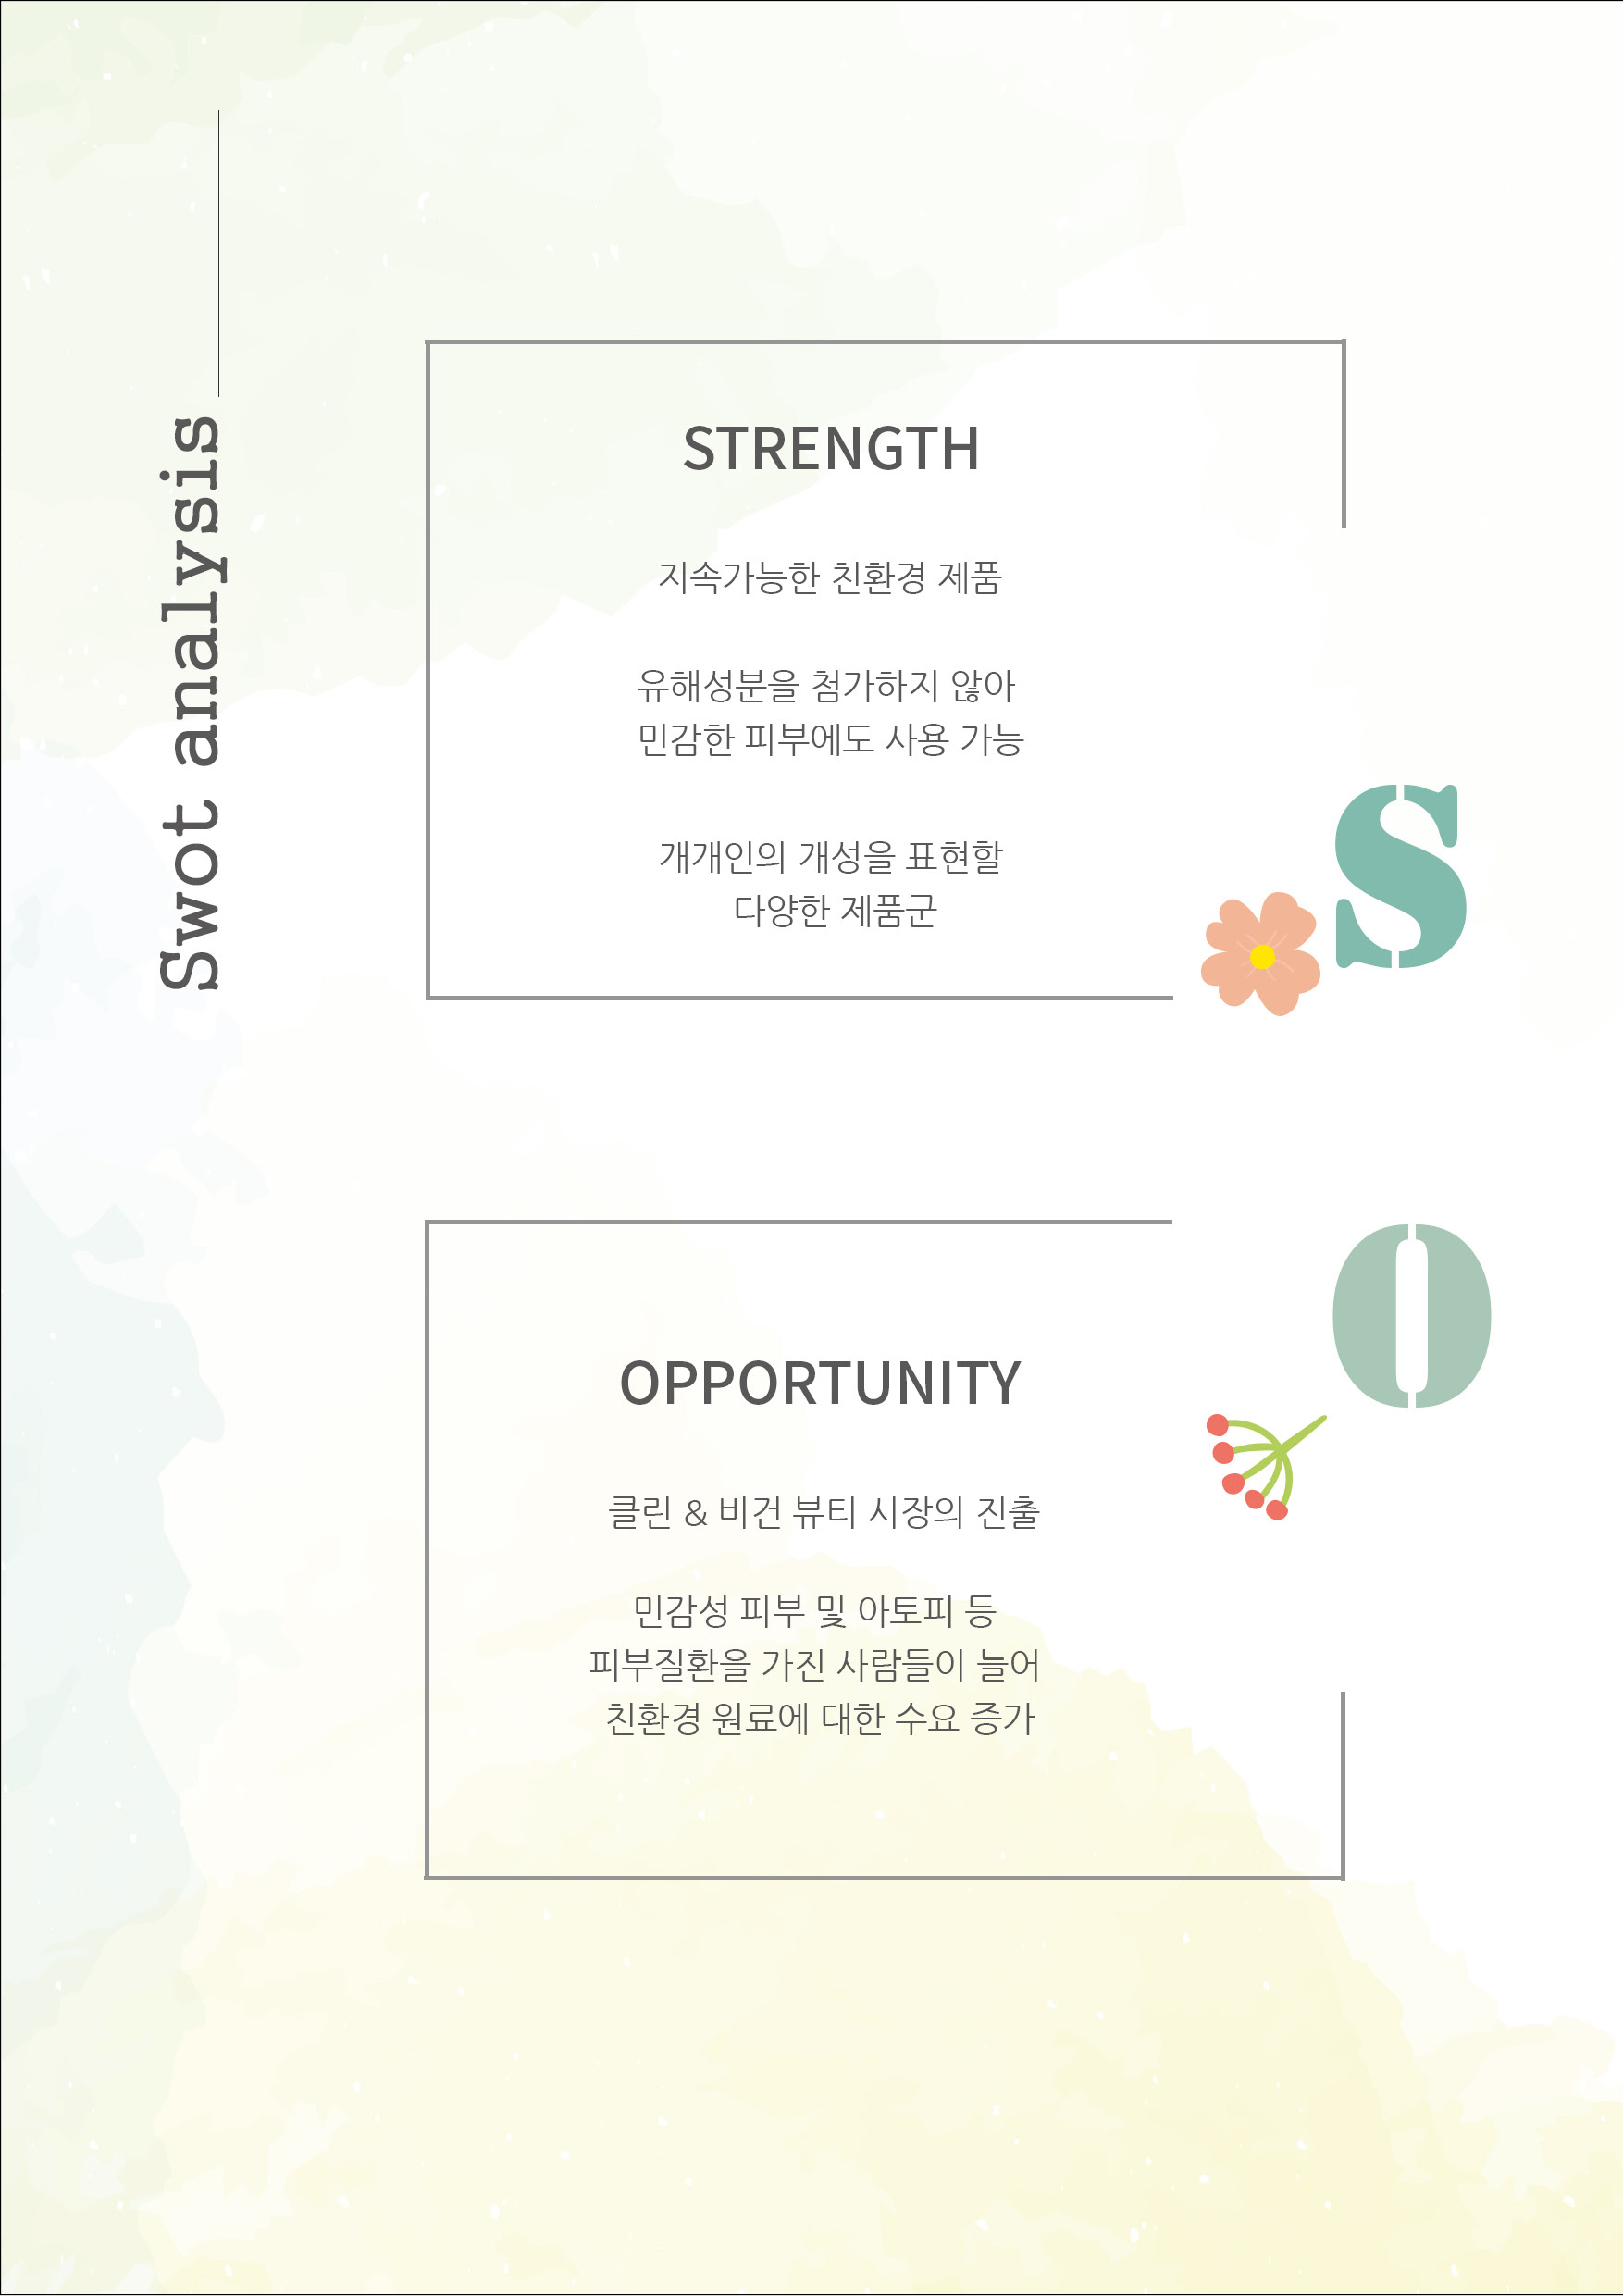 Swot analysis
STRENGTH
지속가능한 친환경 제품
유해성분을 첨가하지 않아
민감한 피부에도 사용 가능
개개인의 개성을 표현할
다양한 제품군
S
O
OPPORTUNITY
클린 & 비건 뷰티 시장의 진출
민감성 피부 및 아토피 등
피부질환을 가진 사람들이 늘어
친환경 원료에 대한 수요 증가